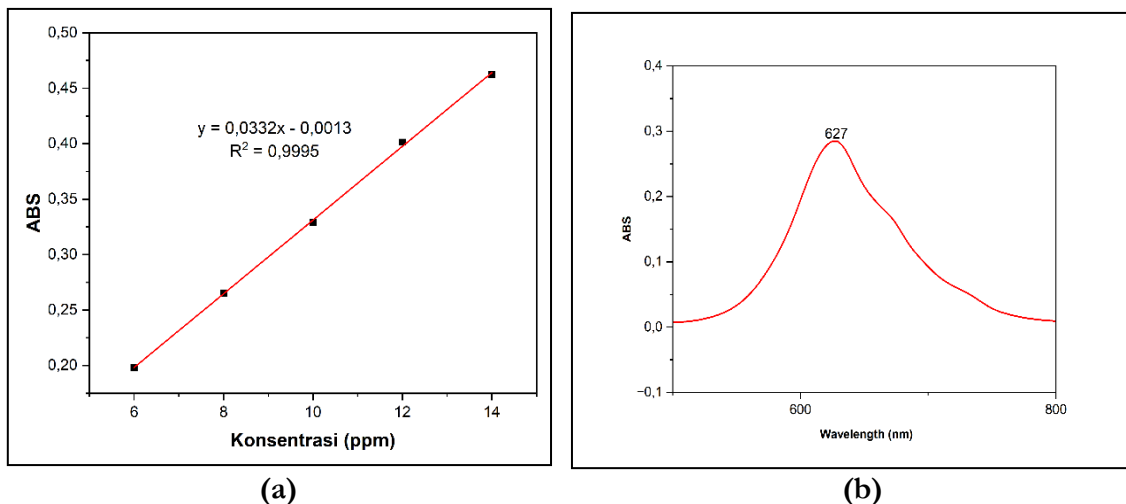 0,50
0,45
0,40
0,35
0,30
0,25
0,20
ABS
y = 0,0332x - 0,0013
R² = 0,9995
6 8 10 12 14
Konsentrasi (ppm)
(a)
0,4
0,3
0,2
0,1
0,0
−0,1
ABS
627
600 800
Wavelength (nm)
(b)